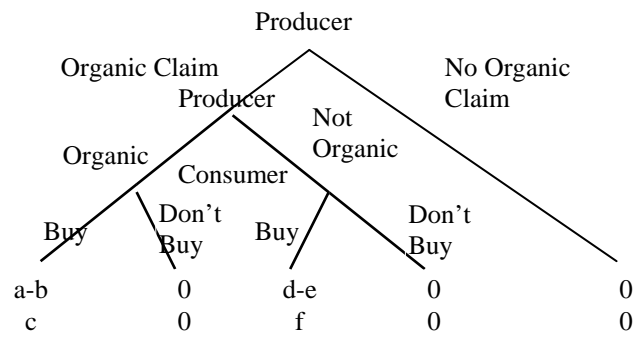 Producer
Organic Claim
No Organic
Claim
Producer
Not
Organic
Organic
Consumer
Buy
Don’t
Buy
Buy
Don’t
Buy
a-b 0 d-e 0 0
c 0 f 0 0